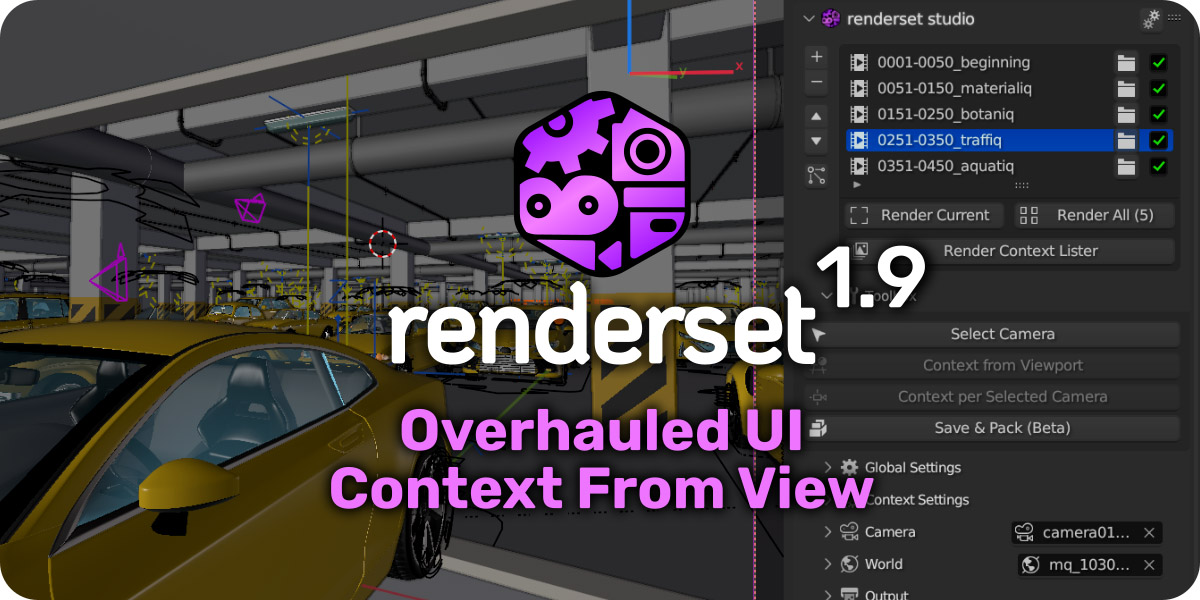 renderset studio
0001-0050_beginning
0051-0150_materialiq
0151-0250_botaniq
0251-0350_traffiq
0351-0450_aquatiq
Render Current
Render All (5)
Render Context Lister
x
y
renderset 1.9
Select Camera
Context from Viewport
Context per Selected Camera
Save & Pack (Beta)
Overhauled UI
Context From View
Global Settings
Context Settings
Camera
camera01...
World
mq_1030...
Output